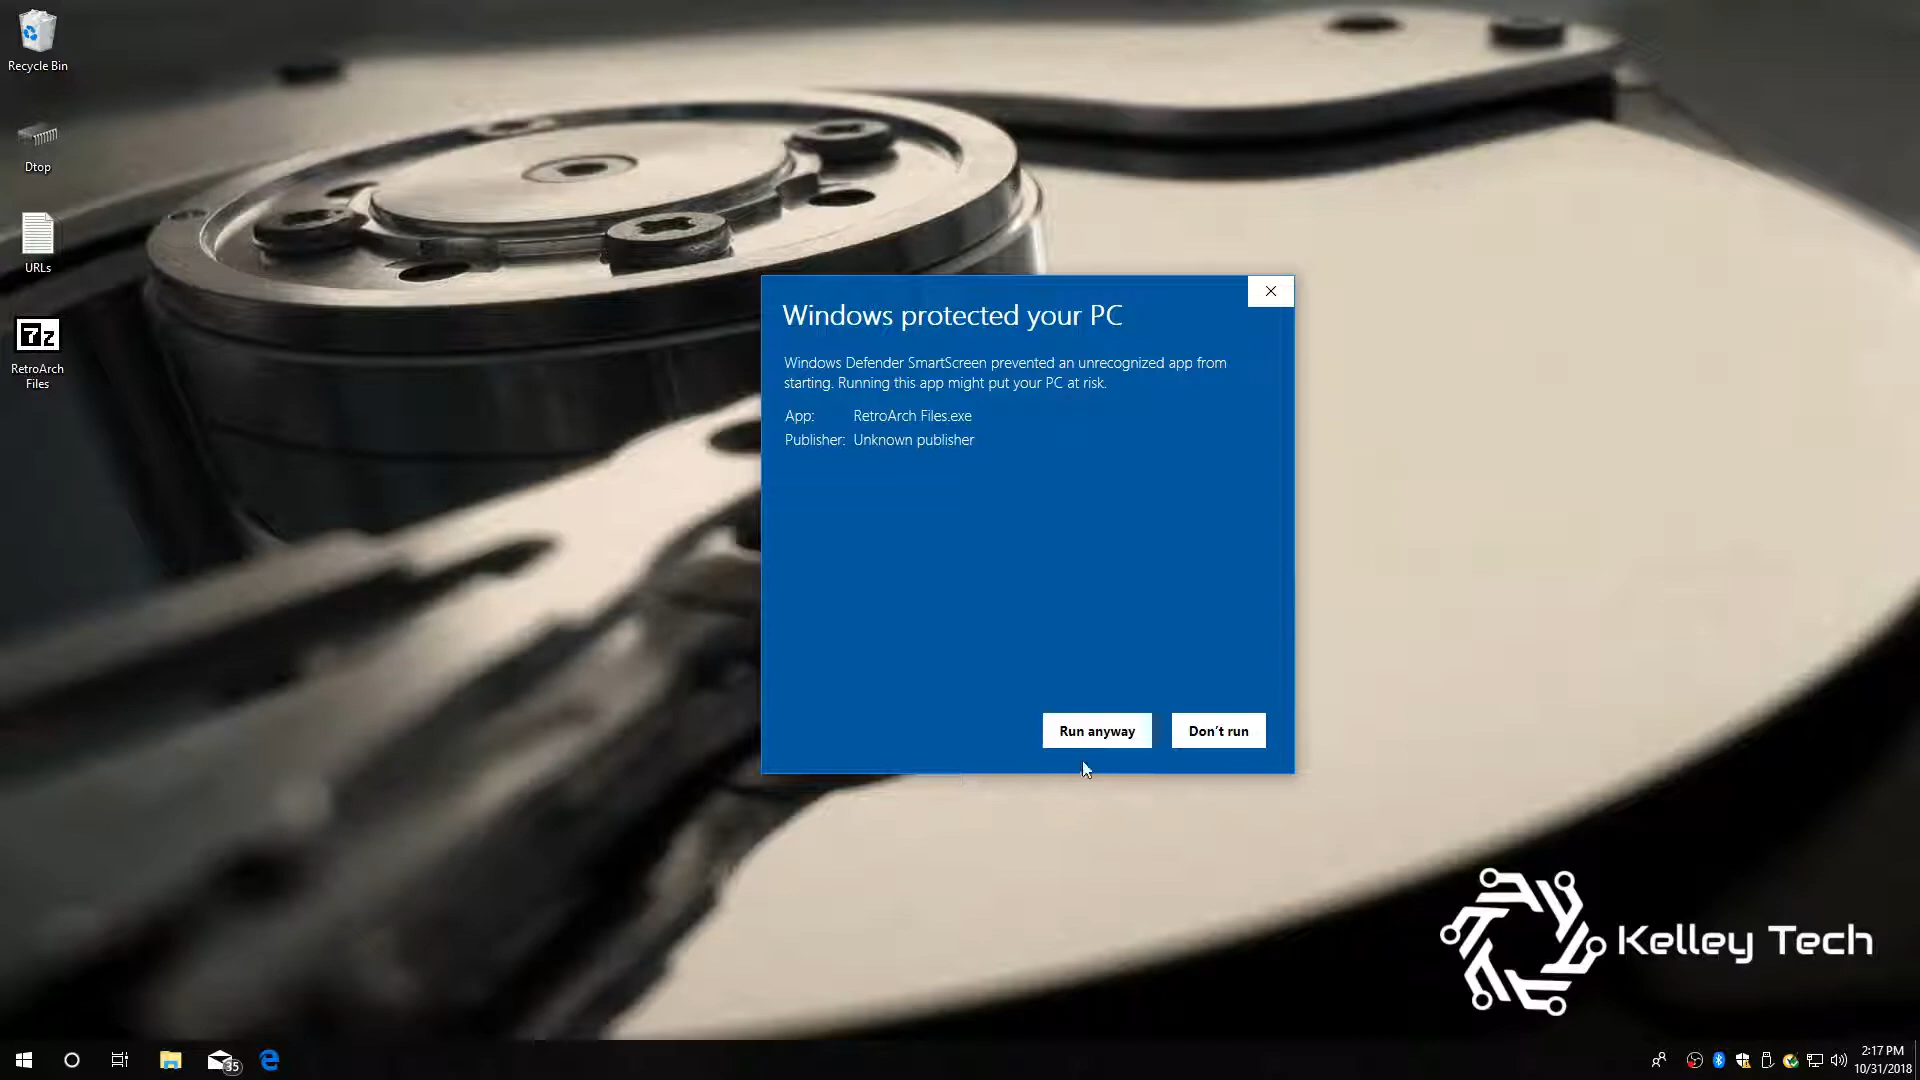 Recycle Bin
Dtop
URLs
7z
RetroArch
Files
Windows protected your PC
Windows Defender SmartScreen prevented an unrecognized app from
starting. Running this app might put your PC at risk.
App: RetroArch Files.exe
Publisher: Unknown publisher
Run anyway
Don't run
Kelley Tech
35
2:17 PM
10/31/2018